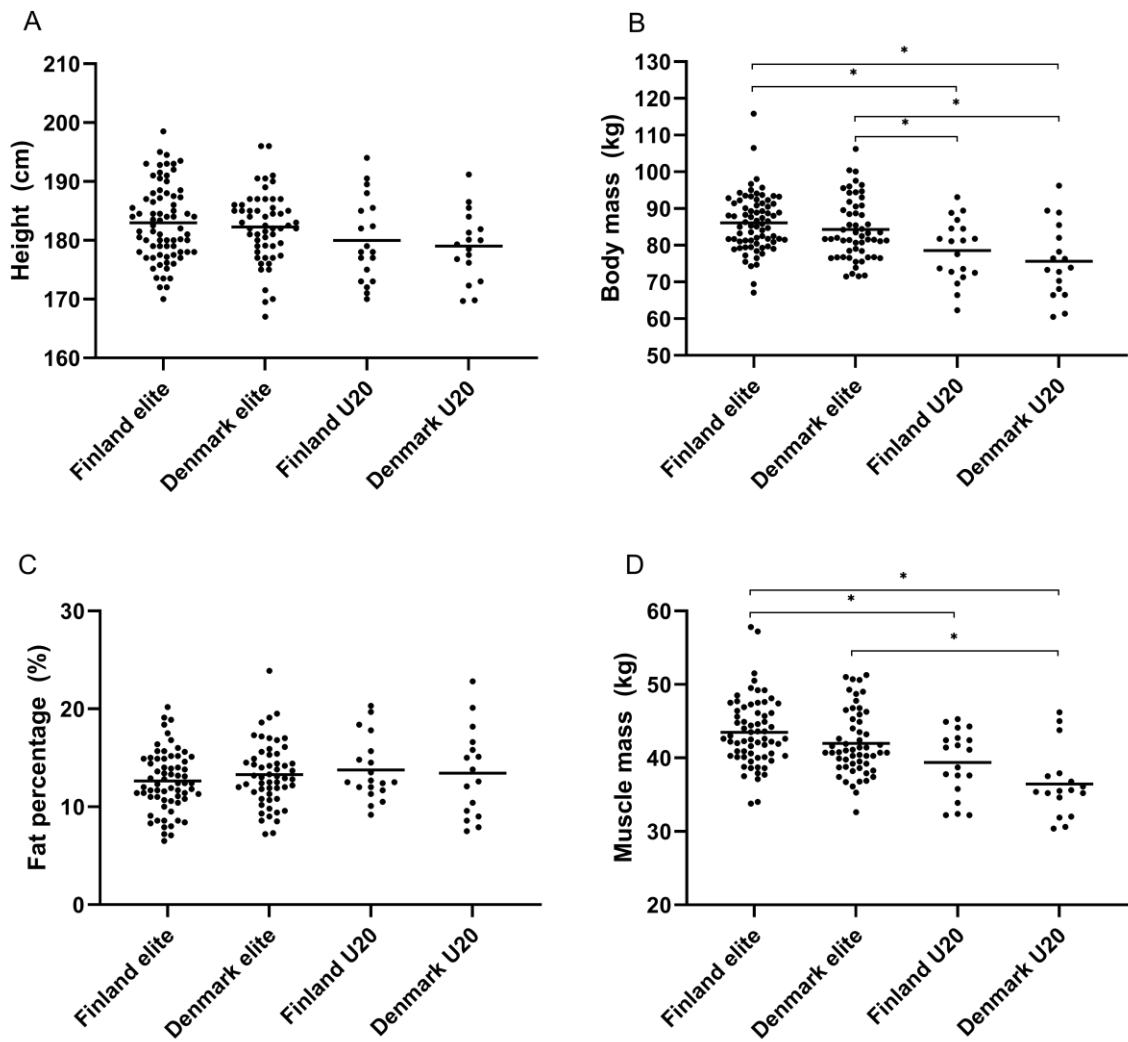 A
Height (cm)
210
200
190
180
170
160
Finland elite
Denmark elite
Finland U20
Denmark U20
B
Body mass (kg)
130
120
110
100
90
80
70
60
50
*
*
*
*
Finland elite
Denmark elite
Finland U20
Denmark U20
C
Fat percentage (%)
30
20
10
0
Finland elite
Denmark elite
Finland U20
Denmark U20
D
Muscle mass (kg)
60
50
40
30
20
*
*
*
Finland elite
Denmark elite
Finland U20
Denmark U20